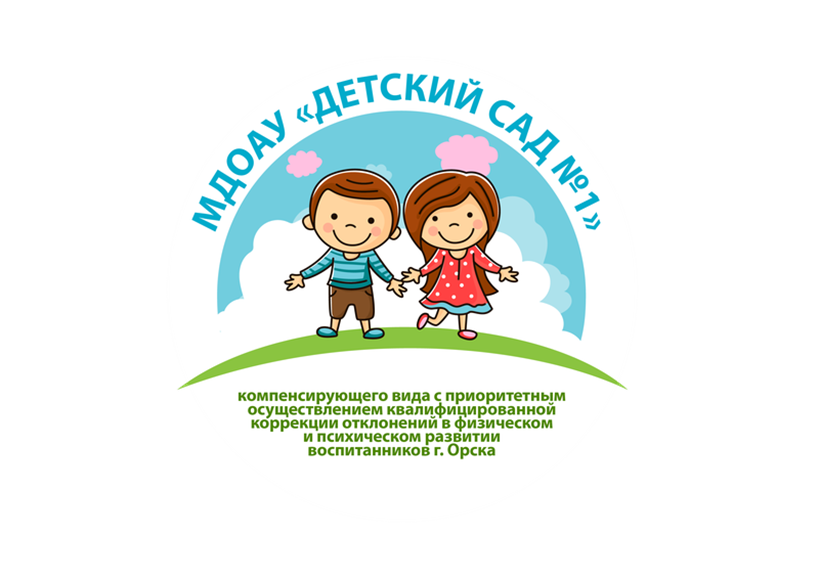 МДОАУ «ДЕТСКИЙ САД №1»
компенсирующего вида с приоритетным
осуществлением квалифицированной
коррекции отклонений в физическом
и психическом развитии
воспитанников г. Орска